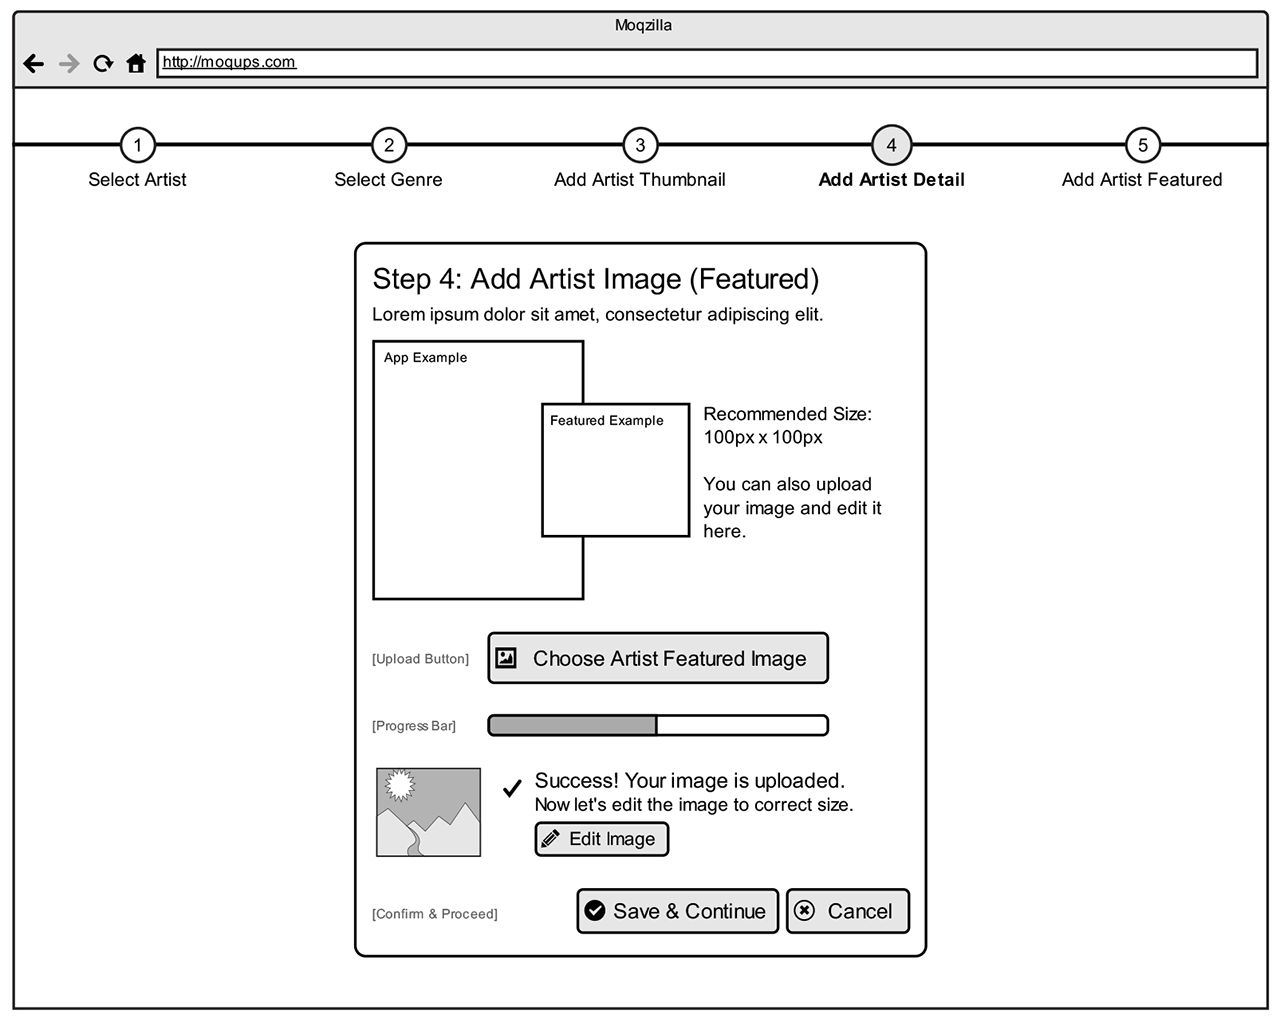 Moqzilla
http://moqups.com
1
2
3
4
5
Select Artist
Select Genre
Add Artist Thumbnail
Add Artist Detail
Add Artist Featured
Step 4: Add Artist Image (Featured)
Lorem ipsum dolor sit amet, consectetur adipiscing elit.
App Example
Featured Example
Recommended Size:
100px x 100px
You can also upload
your image and edit it
here.
[Upload Button]
Choose Artist Featured Image
[Progress Bar]
Success! Your image is uploaded.
Now let's edit the image to correct size.
Edit Image
[Confirm & Proceed]
Save & Continue
Cancel